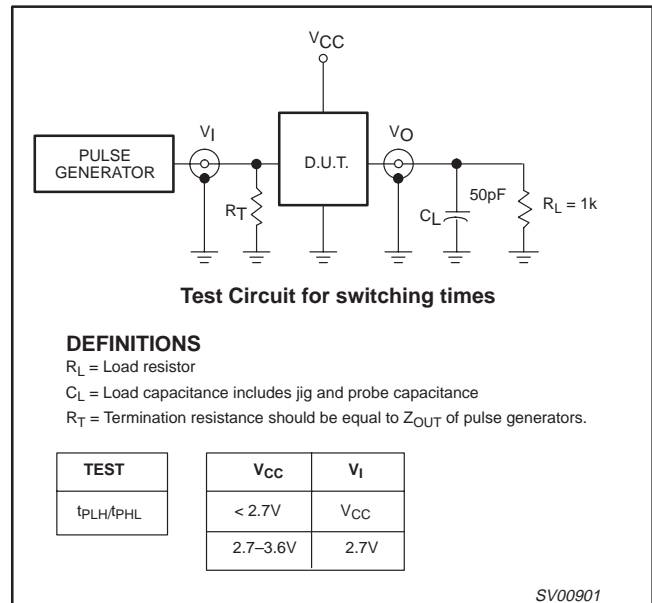 VCC
PULSE GENERATOR
VI
D.U.T.
VO
RT
50pF
CL
RL = 1k
Test Circuit for switching times
DEFINITIONS
RL = Load resistor
CL = Load capacitance includes jig and probe capacitance
RT = Termination resistance should be equal to ZOUT of pulse generators.
TEST
tPLH/tPHL
VCC VI
< 2.7V VCC
2.7–3.6V 2.7V
SV00901